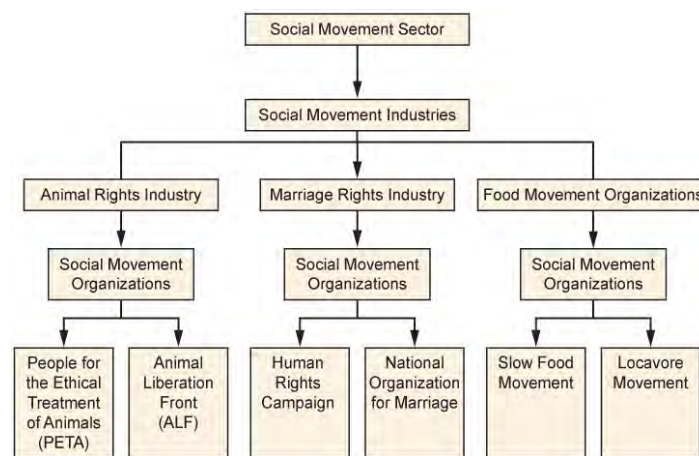 Social Movement Sector
Social Movement Industries
Animal Rights Industry
Marriage Rights Industry
Food Movement Organizations
Social Movement
Organizations
Social Movement
Organizations
Social Movement
Organizations
People for
the Ethical
Treatment
of Animals
(PETA)
Animal
Liberation
Front
(ALF)
Human
Rights
Campaign
National
Organization
for Marriage
Slow Food
Movement
Locavore
Movement